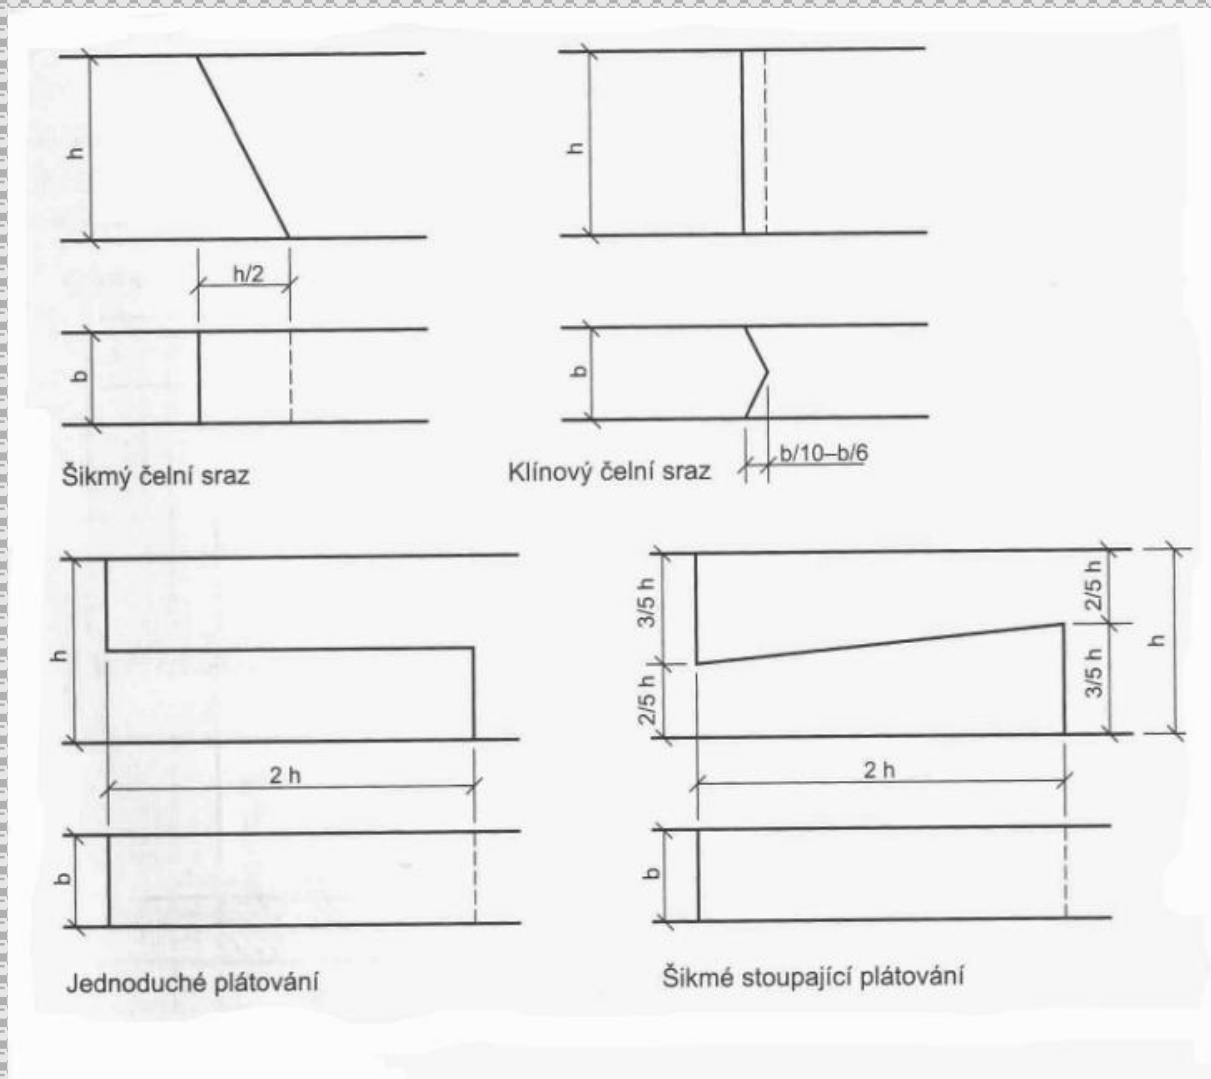 h
h/2
b
Šikmý čelní sraz
h
b
b/10–b/6
Klínový čelní sraz
h
2 h
b
Jednoduché plátování
3/5 h
2/5 h
2/5 h
3/5 h
h
2 h
b
Šikmé stoupající plátování